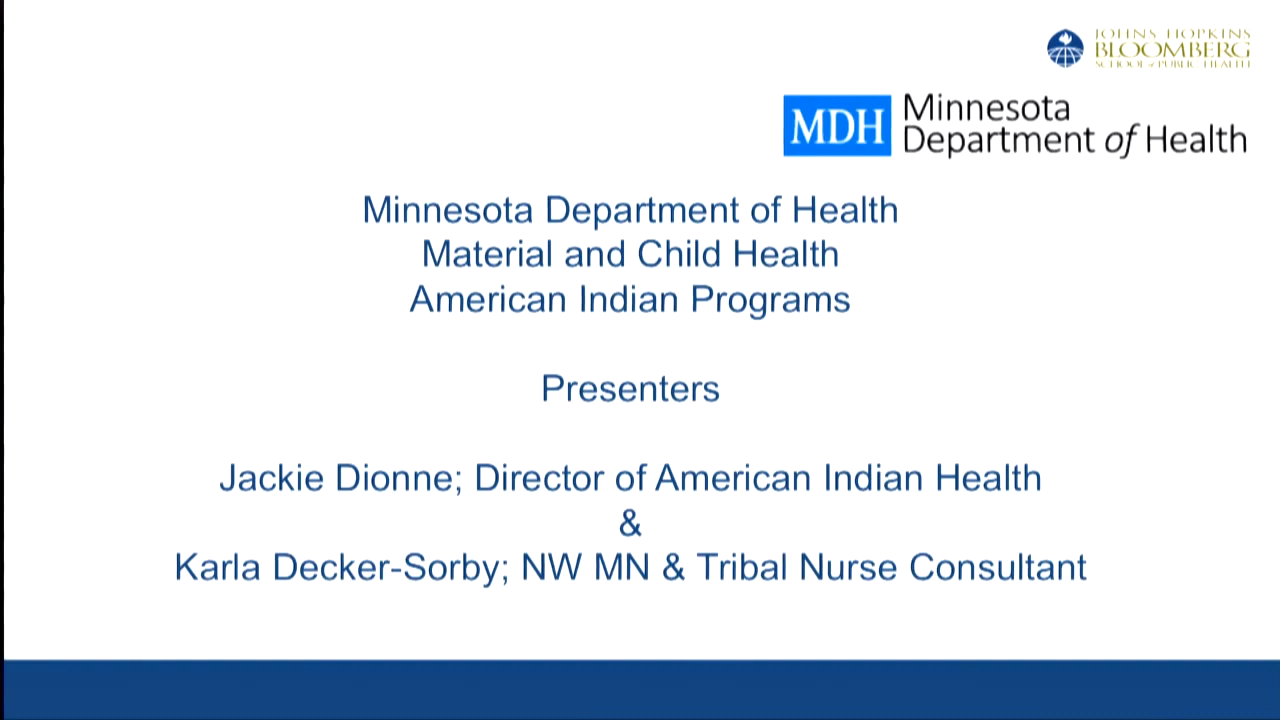 JOHNS HOPKINS
BLOOMBERG
SCHOOL of PUBLIC HEALTH
MDH Minnesota
Department of Health
Minnesota Department of Health
Material and Child Health
American Indian Programs
Presenters
Jackie Dionne; Director of American Indian Health
&
Karla Decker-Sorby; NW MN & Tribal Nurse Consultant